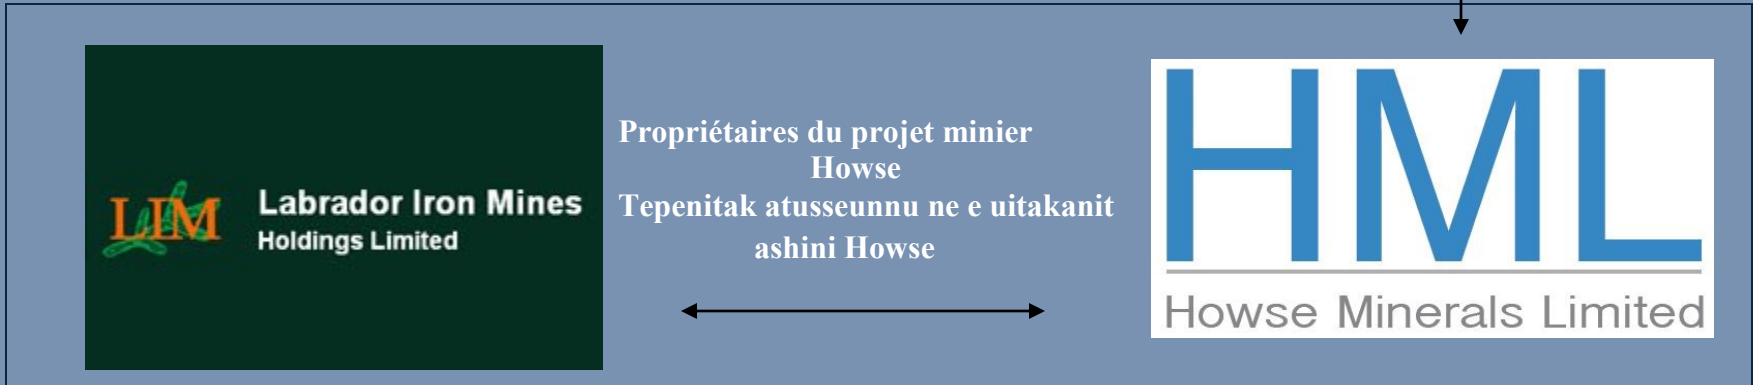 LIM
Labrador Iron Mines
Holdings Limited
Propriétaires du projet minier
Howse
Tepenitak atusseunnu ne e uitakanit
ashini Howse
HML
Howse Minerals Limited